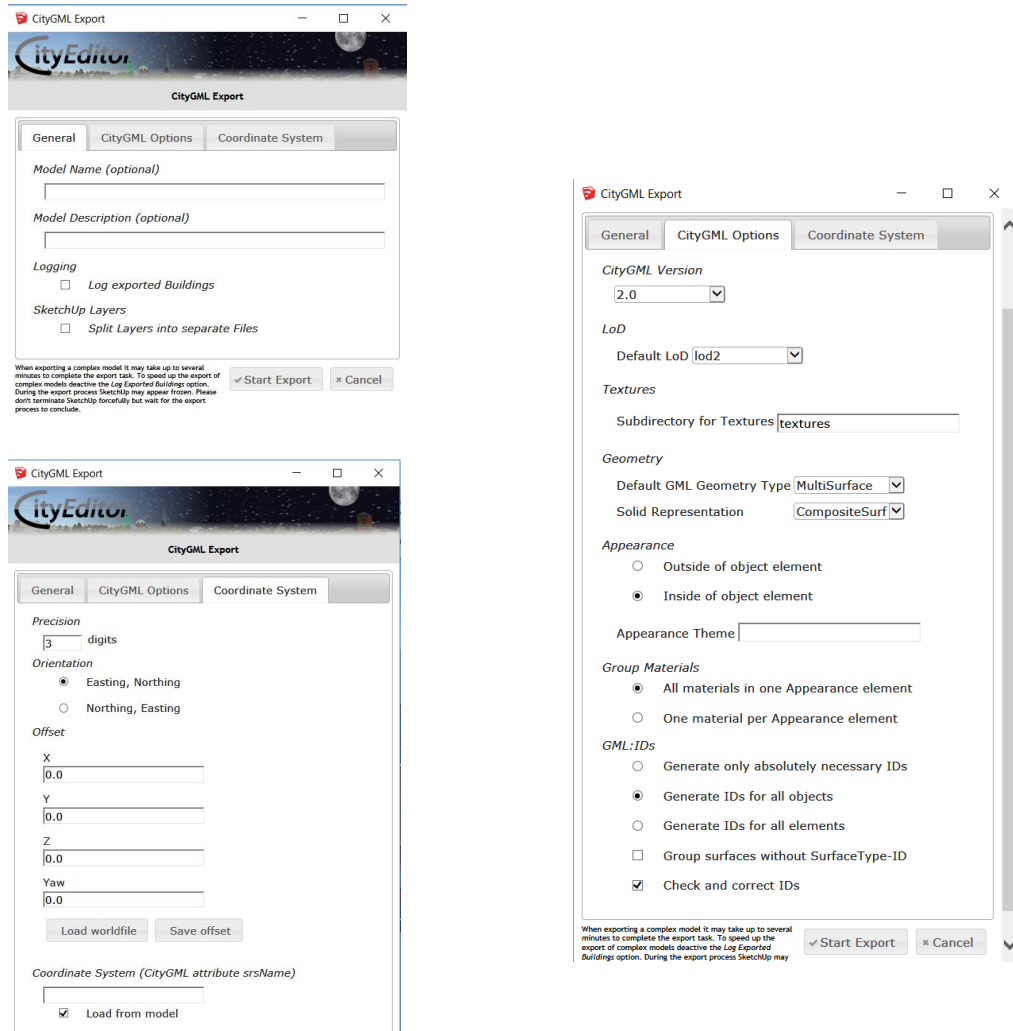 CityGML Export
CityEditor
CityGML Export
General CityGML Options Coordinate System
Model Name (optional)
Model Description (optional)
Logging
Log exported Buildings
SketchUp Layers
Split Layers into separate Files
When exporting a complex model it may take up to several
minutes to complete the export task. To speed up the export of
complex models deactive the Log Exported Buildings option.
During the export process SketchUp may appear frozen. Please
don't terminate SketchUp forcefully but wait for the export
process to conclude.
Start Export Cancel
CityGML Export
CityEditor
CityGML Export
General CityGML Options Coordinate System
Precision
3 digits
Orientation
Easting, Northing
Northing, Easting
Offset
X
0.0
Y
0.0
Z
0.0
Yaw
0.0
Load worldfile Save offset
Coordinate System (CityGML attribute srsName)
Load from model
CityGML Export
General CityGML Options Coordinate System
CityGML Version
2.0
LoD
Default LoD lod2
Textures
Subdirectory for Textures textures
Geometry
Default GML Geometry Type MultiSurface
Solid Representation CompositeSurf
Appearance
Outside of object element
Inside of object element
Appearance Theme
Group Materials
All materials in one Appearance element
One material per Appearance element
GML:IDs
Generate only absolutely necessary IDs
Generate IDs for all objects
Generate IDs for all elements
Group surfaces without SurfaceType-ID
Check and correct IDs
When exporting a complex model it may take up to several
minutes to complete the export task. To speed up the
export of complex models deactive the Log Exported
Buildings option. During the export process SketchUp may
Start Export Cancel